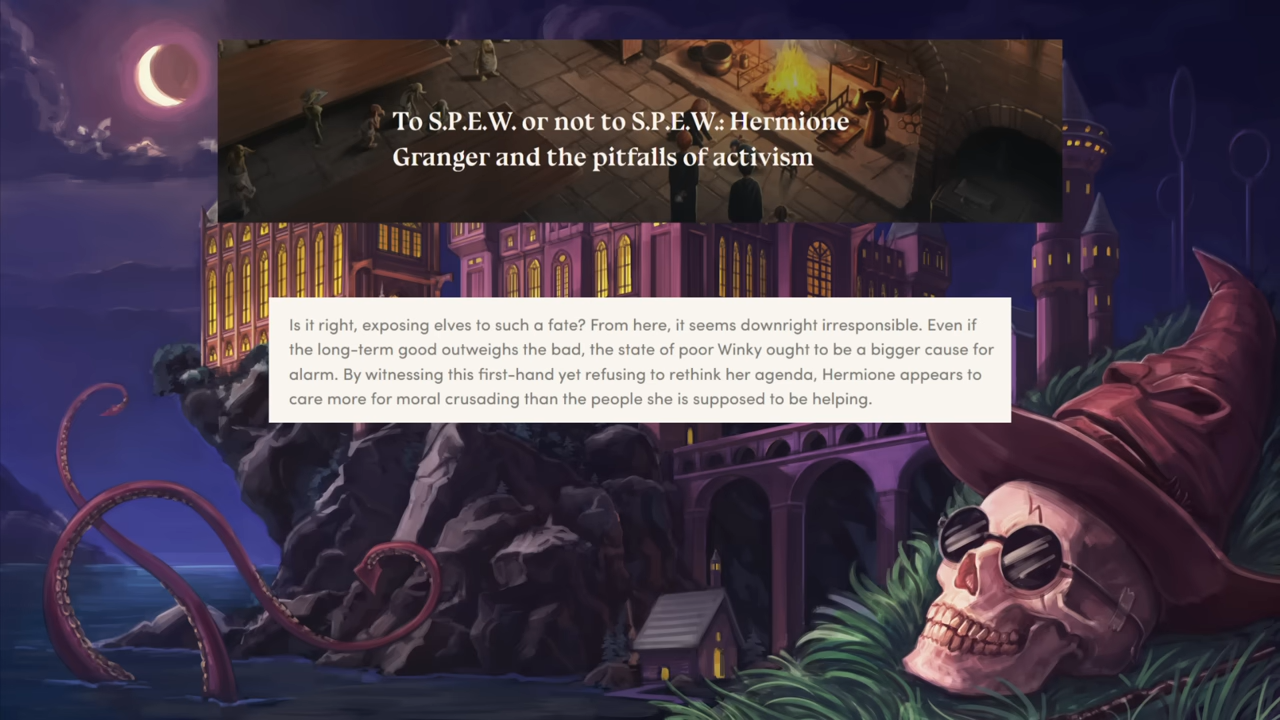 To S.P.E.W. or not to S.P.E.W.: Hermione
Granger and the pitfalls of activism
Is it right, exposing elves to such a fate? From here, it seems downright irresponsible. Even if
the long-term good outweighs the bad, the state of poor Winky ought to be a bigger cause for
alarm. By witnessing this first-hand yet refusing to rethink her agenda, Hermione appears to
care more for moral crusading than the people she is supposed to be helping.